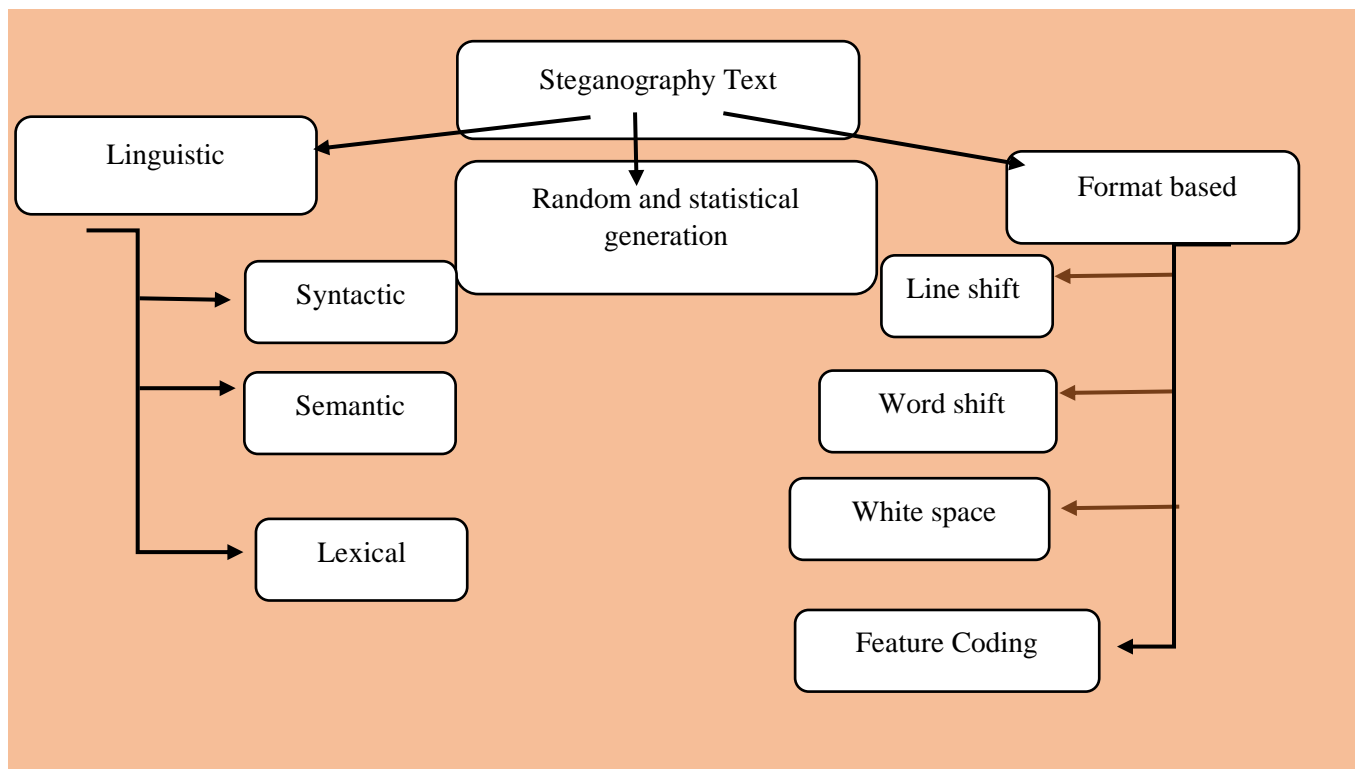 Steganography Text
Linguistic
Random and statistical
generation
Format based
Syntactic
Semantic
Lexical
Line shift
Word shift
White space
Feature Coding